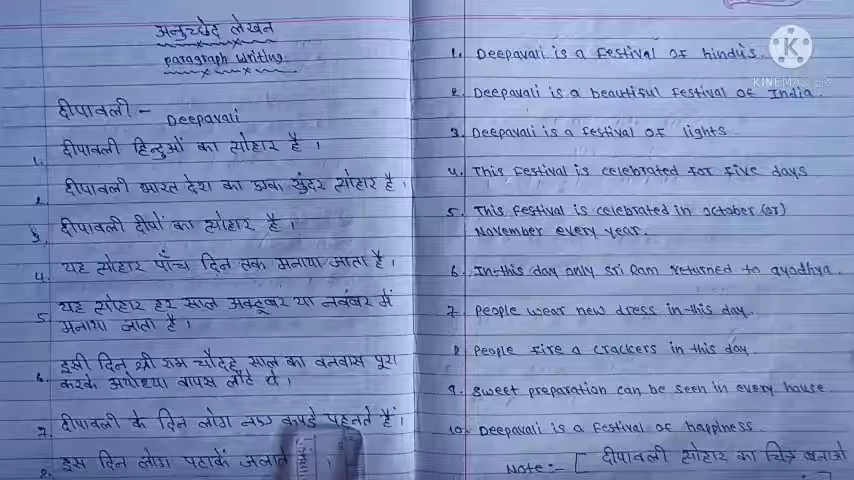 अनुच्छेद लेखन
paragraph writing
दीपावली -
Deepavali
1. दीपावली हिन्दुओं का त्योहार है।
2. दीपावली भारत देश का एक सुंदर त्योहार है।
3. दीपावली दीपों का त्योहार है।
4. यह त्योहार पाँच दिन तक मनाया जाता है।
5. यह त्योहार हर साल अक्टूबर या नवंबर में
मनाया जाता है।
6. इसी दिन श्री राम चौदह साल का वनवास पूरा
करके अयोध्या वापस लौटे थे।
7. दीपावली के दिन लोग नए कपड़े पहनते हैं।
8. इस दिन लोग पटाकें जलाते
1. Deepavali is a festival of hindu's.
2. Deepavali is a beautiful festival of India.
3. Deepavali is a festival of lights.
4. This festival is celebrated for five days
5. This festival is celebrated in october (or)
November every year.
6. In-this day only sri Ram returned to ayodhya.
7. People wear new dress in-this day.
8. People fire a crackers in this day.
9. sweet preparation can be seen in every house.
10. Deepavali is a festival of happiness.
Note:- [ दीपावली त्योहार का चित्र बनाओ
K
KINEMASTER